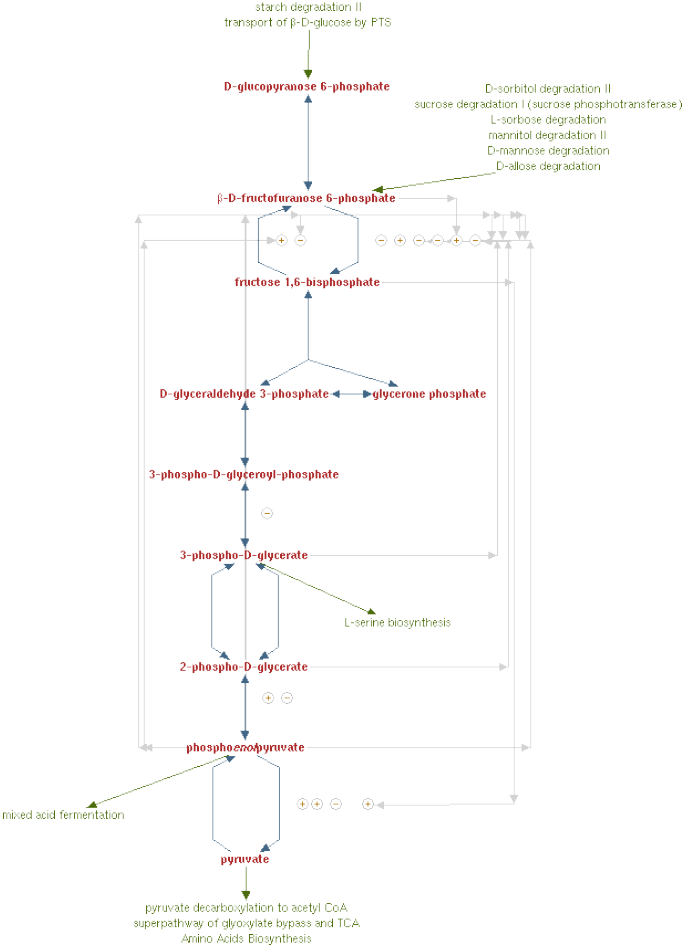 starch degradation II
transport of β-D-glucose by PTS
D-glucopyranose 6-phosphate
D-sorbitol degradation II
sucrose degradation I (sucrose phosphotransferase)
L-sorbose degradation
mannitol degradation II
D-mannose degradation
D-allose degradation
β-D-fructofuranose 6-phosphate
+ − − + − − + −
fructose 1,6-bisphosphate
D-glyceraldehyde 3-phosphate glycerone phosphate
3-phospho-D-glyceroyl-phosphate
−
3-phospho-D-glycerate
L-serine biosynthesis
2-phospho-D-glycerate
+ −
phosphoenolpyruvate
+ + − +
mixed acid fermentation
pyruvate
pyruvate decarboxylation to acetyl CoA
superpathway of glyoxylate bypass and TCA
Amino Acids Biosynthesis